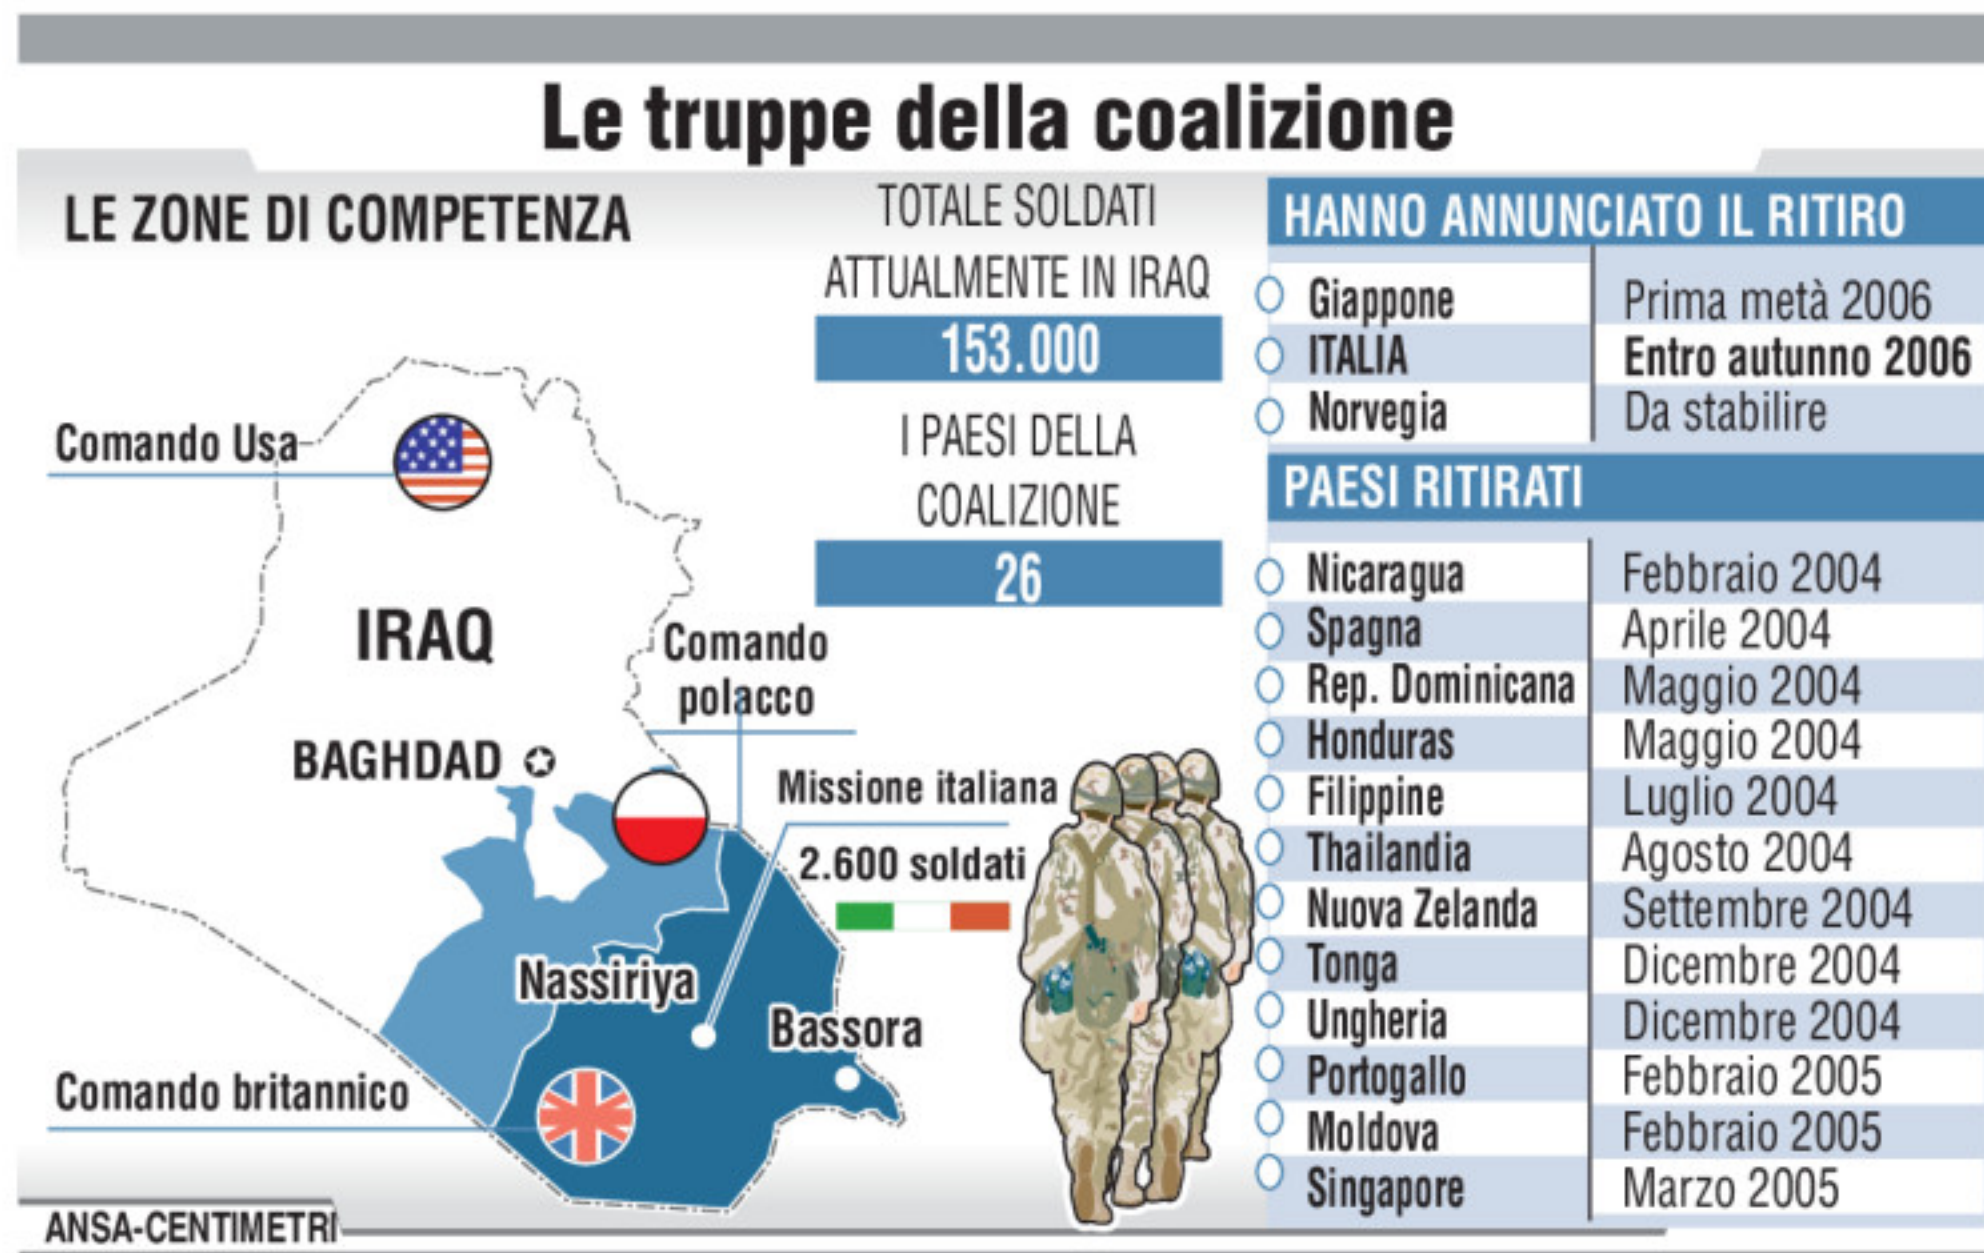 Le truppe della coalizione
LE ZONE DI COMPETENZA
Comando Usa
IRAQ
BAGHDAD
Comando
polacco
Missione italiana
2.600 soldati
Nassiriya
Bassora
Comando britannico
TOTALE SOLDATI
ATTUALMENTE IN IRAQ
153.000
I PAESI DELLA
COALIZIONE
26
HANNO ANNUNCIATO IL RITIRO
Giappone Prima metà 2006
ITALIA Entro autunno 2006
Norvegia Da stabilire
PAESI RITIRATI
Nicaragua Febbraio 2004
Spagna Aprile 2004
Rep. Dominicana Maggio 2004
Honduras Maggio 2004
Filippine Luglio 2004
Thailandia Agosto 2004
Nuova Zelanda Settembre 2004
Tonga Dicembre 2004
Ungheria Dicembre 2004
Portogallo Febbraio 2005
Moldova Febbraio 2005
Singapore Marzo 2005
ANSA-CENTIMETRI